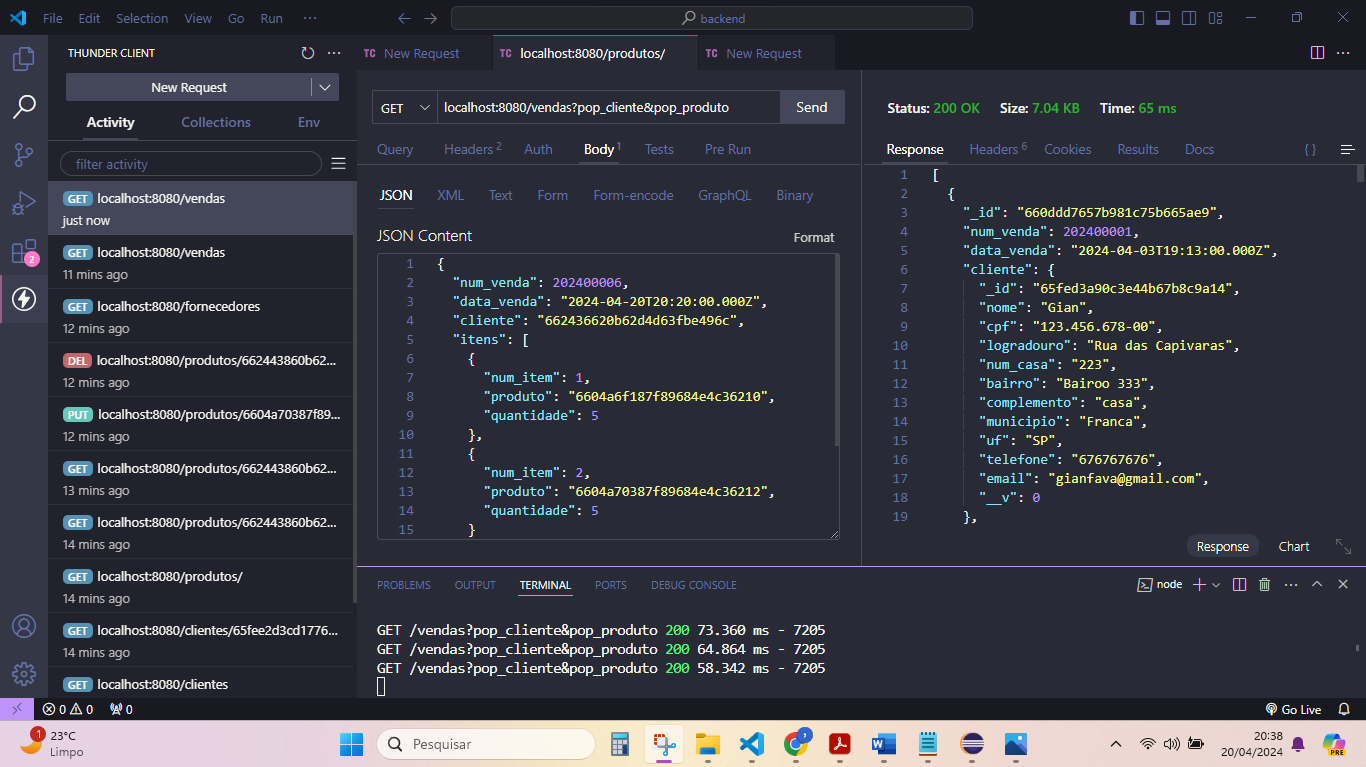 File Edit Selection View Go Run ··· backend
THUNDER CLIENT
New Request
Activity Collections Env
filter activity
GET localhost:8080/vendas
just now
GET localhost:8080/vendas
11 mins ago
GET localhost:8080/fornecedores
12 mins ago
DEL localhost:8080/produtos/662443860b62...
12 mins ago
PUT localhost:8080/produtos/6604a70387f89...
12 mins ago
GET localhost:8080/produtos/662443860b62...
13 mins ago
GET localhost:8080/produtos/662443860b62...
14 mins ago
GET localhost:8080/produtos/
14 mins ago
GET localhost:8080/clientes/65fee2d3cd1776...
14 mins ago
GET localhost:8080/clientes
2
TC New Request TC localhost:8080/produtos/ TC New Request
GET localhost:8080/vendas?pop_cliente&pop_produto Send
Query Headers 2 Auth Body 1 Tests Pre Run
JSON XML Text Form Form-encode GraphQL Binary
JSON Content Format
1 {
2 "num_venda": 202400006,
3 "data_venda": "2024-04-20T20:20:00.000Z",
4 "cliente": "662436620b62d4d63fbe496c",
5 "itens": [
6 {
7 "num_item": 1,
8 "produto": "6604a6f187f89684e4c36210",
9 "quantidade": 5
10 },
11 {
12 "num_item": 2,
13 "produto": "6604a70387f89684e4c36212",
14 "quantidade": 5
15 }
Status: 200 OK Size: 7.04 KB Time: 65 ms
Response Headers 6 Cookies Results Docs { }
1 [
2 {
3 "_id": "660ddd7657b981c75b665ae9",
4 "num_venda": 202400001,
5 "data_venda": "2024-04-03T19:13:00.000Z",
6 "cliente": {
7 "_id": "65fed3a90c3e44b67b8c9a14",
8 "nome": "Gian",
9 "cpf": "123.456.678-00",
10 "logradouro": "Rua das Capivaras",
11 "num_casa": "223",
12 "bairro": "Bairoo 333",
13 "complemento": "casa",
14 "municipio": "Franca",
15 "uf": "SP",
16 "telefone": "676767676",
17 "email": "gianfava@gmail.com",
18 "__v": 0
19 },
Response Chart
PROBLEMS OUTPUT TERMINAL PORTS DEBUG CONSOLE node
GET /vendas?pop_cliente&pop_produto 200 73.360 ms - 7205
GET /vendas?pop_cliente&pop_produto 200 64.864 ms - 7205
GET /vendas?pop_cliente&pop_produto 200 58.342 ms - 7205
0 0 0 Go Live
1 23°C
Limpo
Pesquisar
7
20:38
20/04/2024
PRE